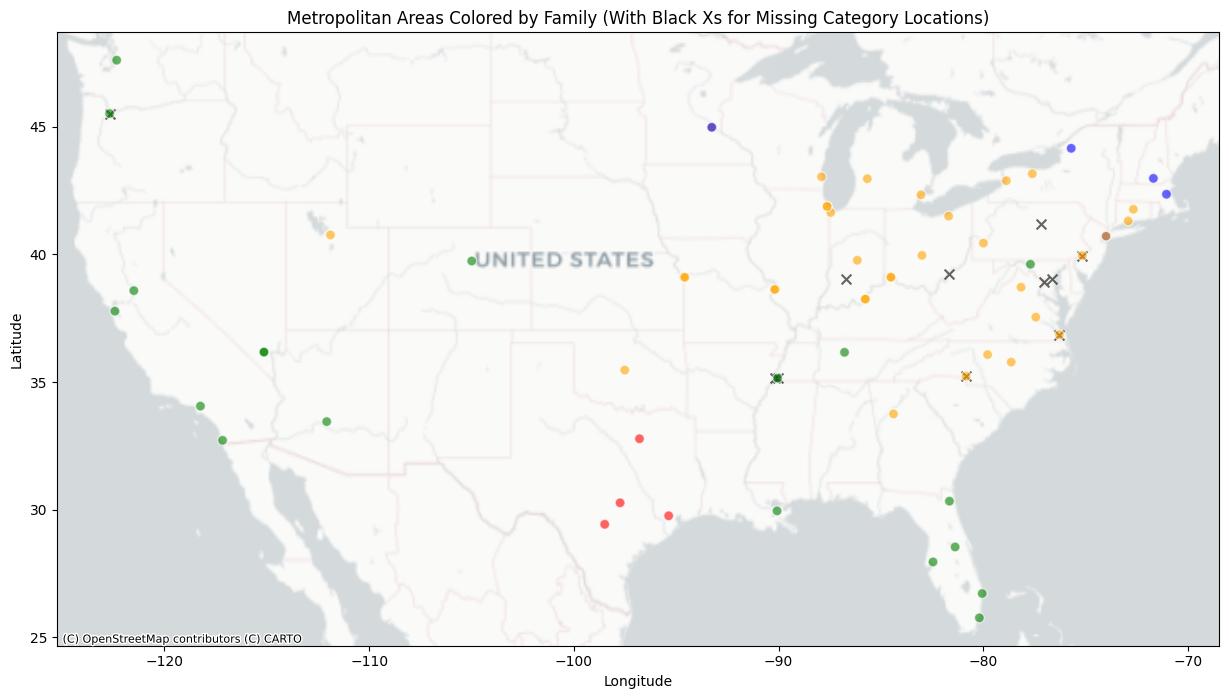 Metropolitan Areas Colored by Family (With Black Xs for Missing Category Locations)
45
40
35
30
25
Latitude
UNITED STATES
(C) OpenStreetMap contributors (C) CARTO
−120
−110
−100
−90
−80
−70
Longitude